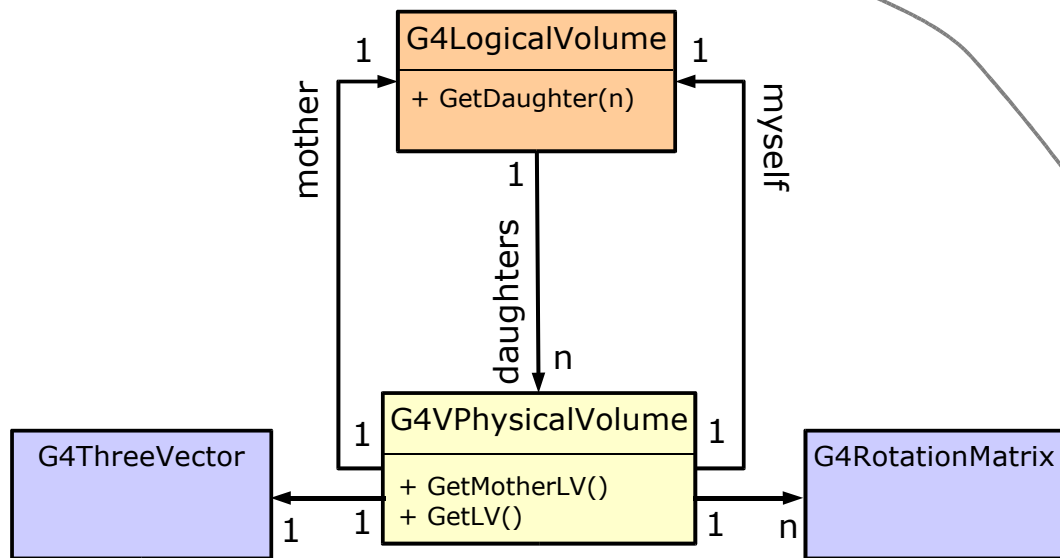 G4LogicalVolume
1
1
+ GetDaughter(n)
mother
myself
1
daughters
n
G4VPhysicalVolume
1
1
G4ThreeVector
G4RotationMatrix
+ GetMotherLV()
+ GetLV()
1
1
1
n